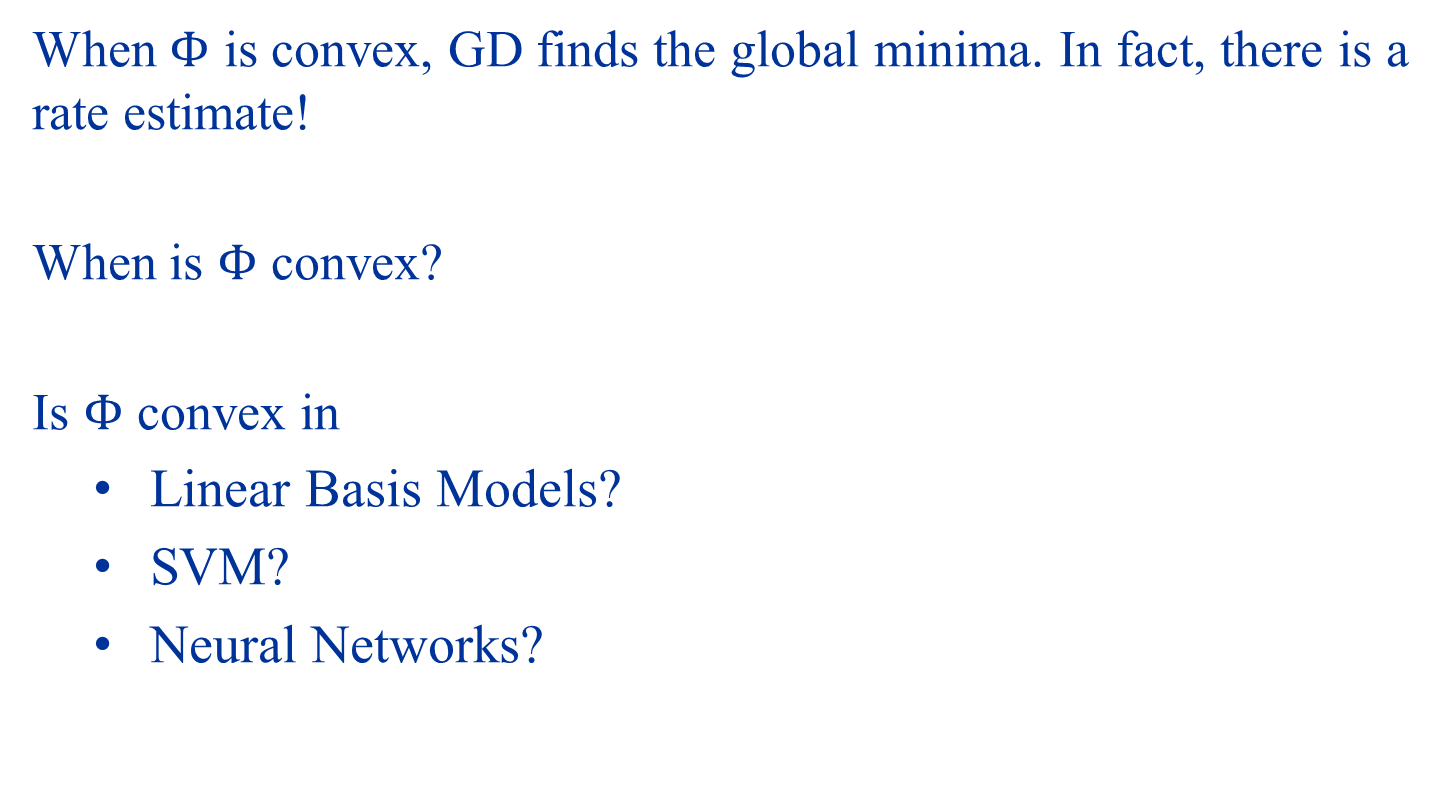 When Φ is convex, GD finds the global minima. In fact, there is a
rate estimate!
When is Φ convex?
Is Φ convex in
• Linear Basis Models?
• SVM?
• Neural Networks?